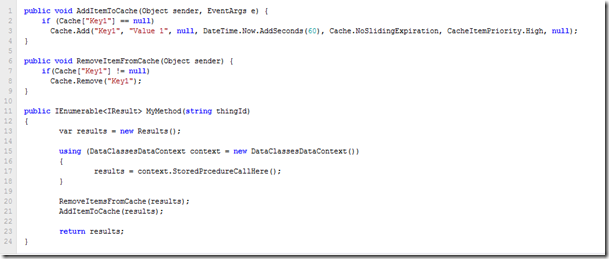 1 public void AddItemToCache(Object sender, EventArgs e) {
2 if (Cache["Key1"] == null)
3 Cache.Add("Key1", "Value 1", null, DateTime.Now.AddSeconds(60), Cache.NoSlidingExpiration, CacheItemPriority.High, null);
4 }
5
6 public void RemoveItemFromCache(Object sender) {
7 if(Cache["Key1"] != null)
8 Cache.Remove("Key1");
9 }
10
11 public IEnumerable<IResult> MyMethod(string thingId)
12 {
13 var results = new Results();
14
15 using (DataClassesDataContext context = new DataClassesDataContext())
16 {
17 results = context.StoredPrcedureCallHere();
18 }
19
20 RemoveItemsFromCache(results);
21 AddItemToCache(results);
22
23 return results;
24 }